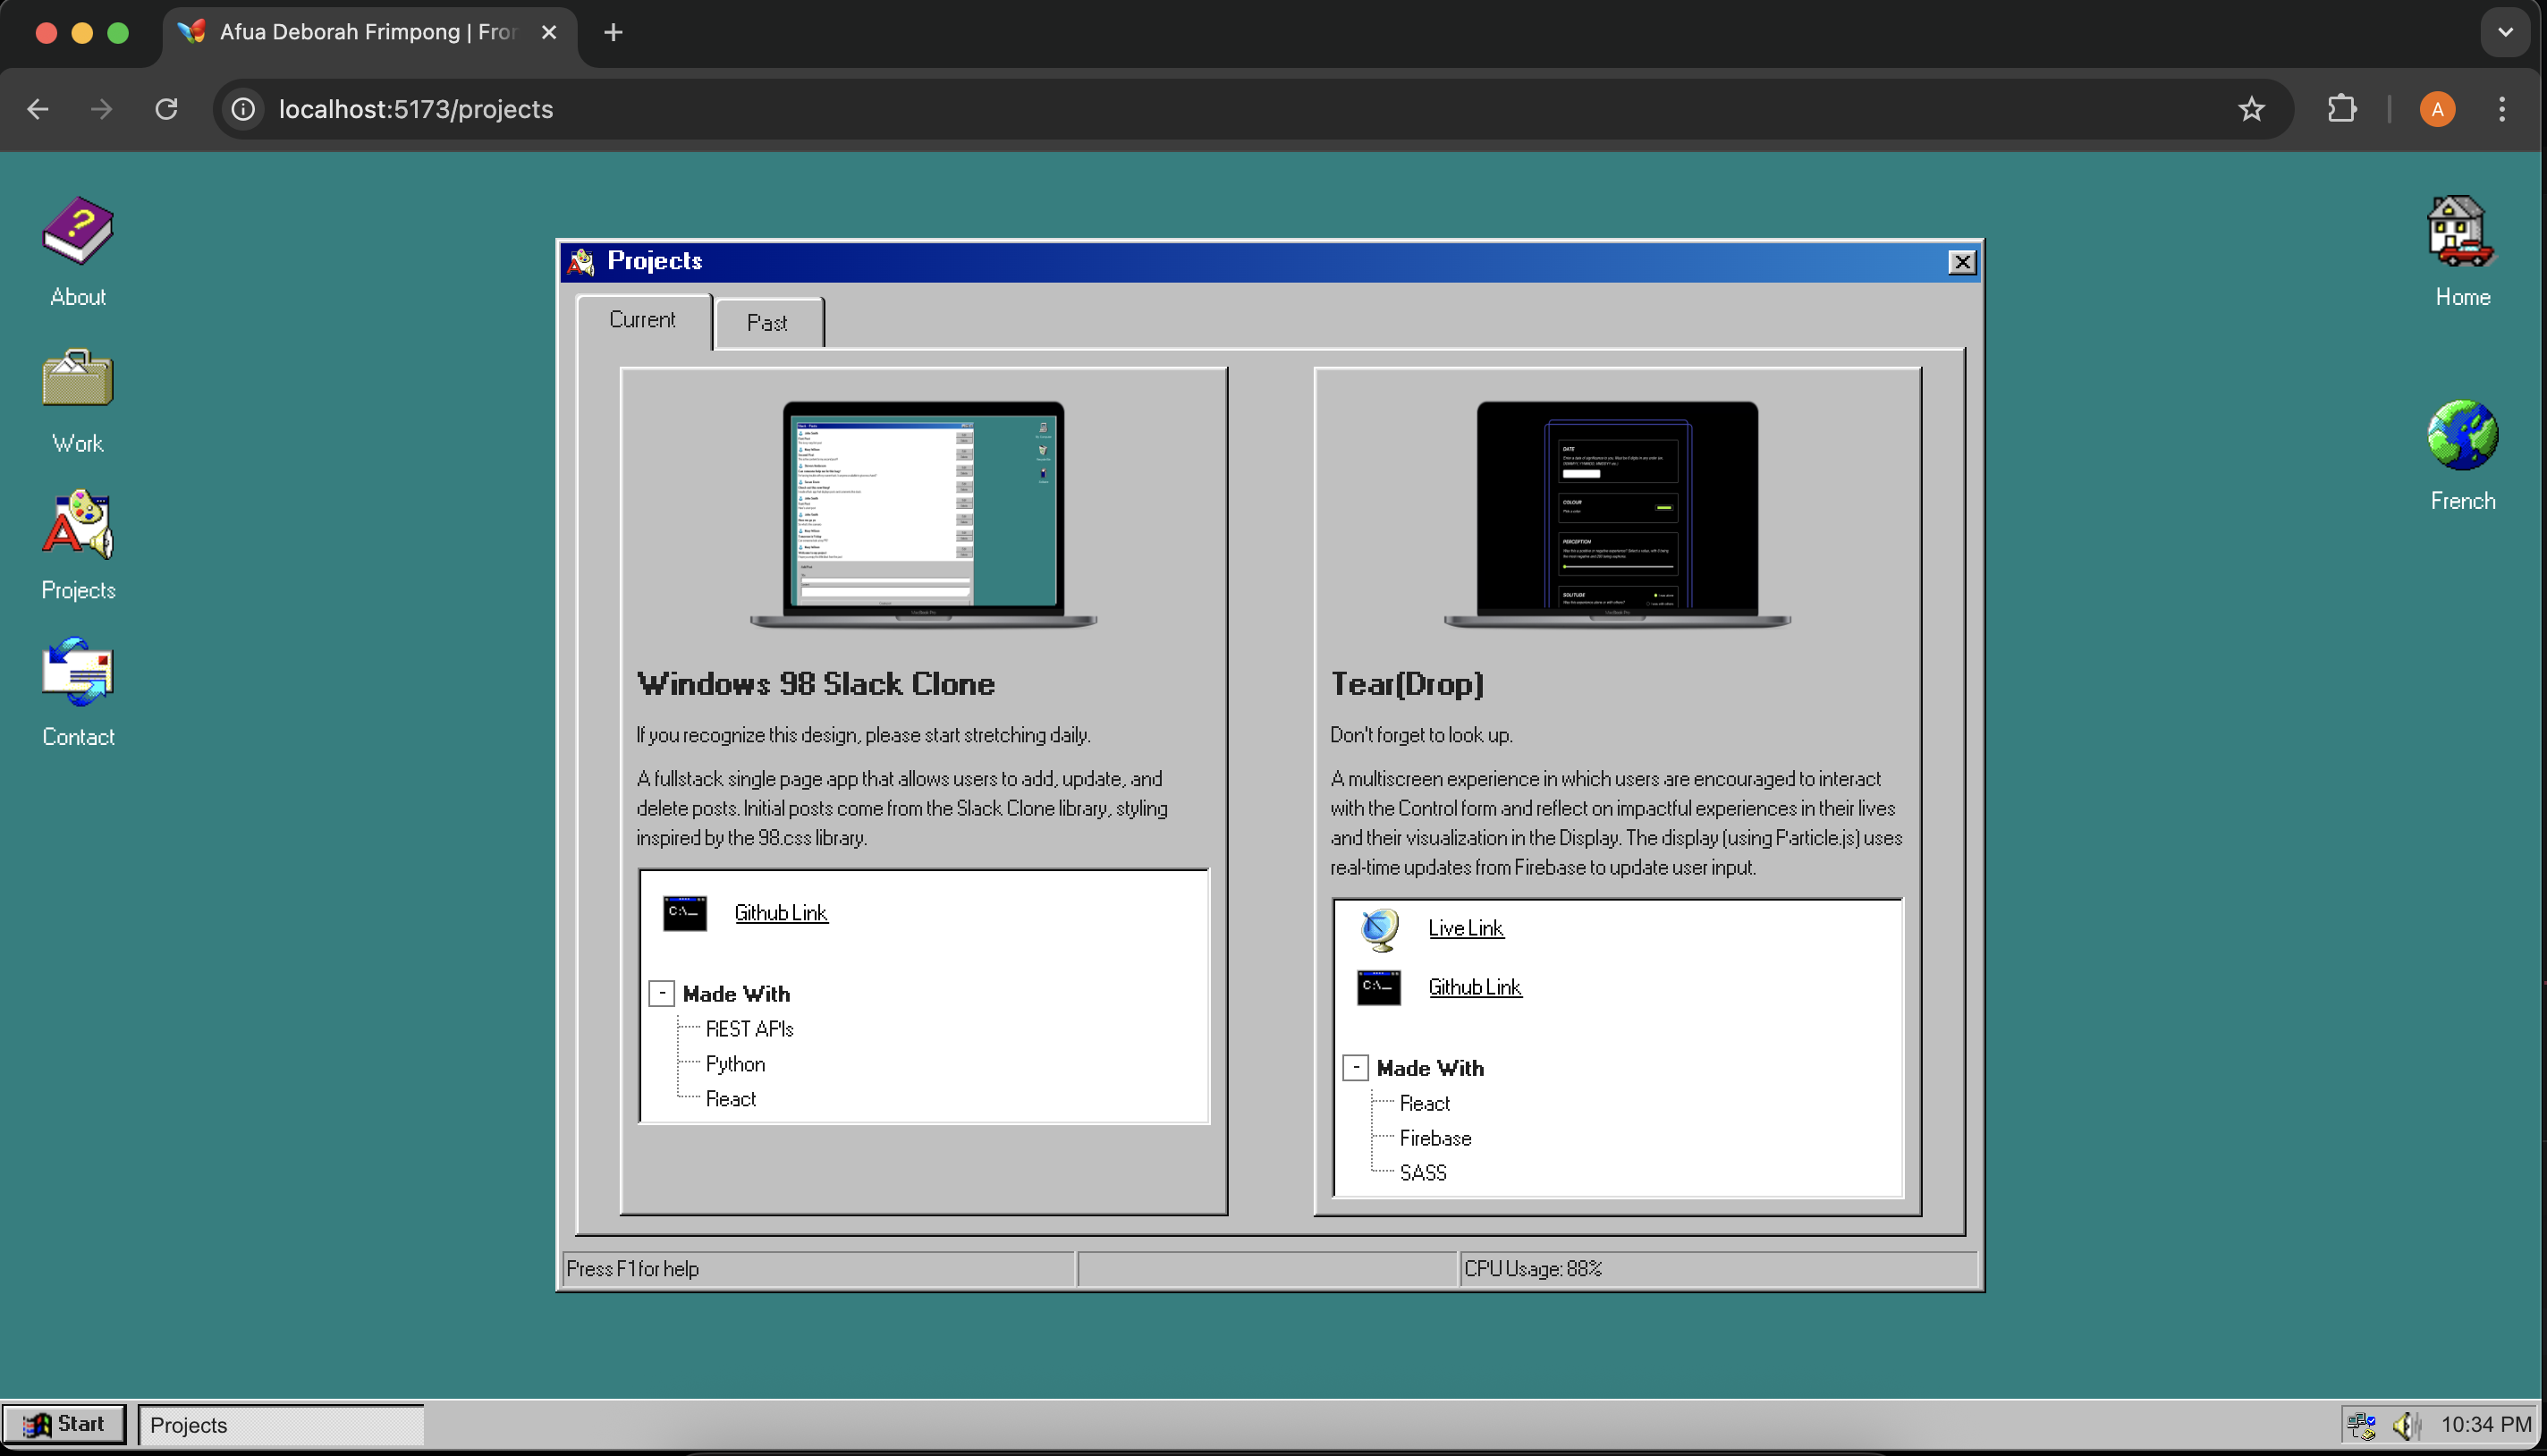 Afua Deborah Frimpong | Fror
localhost:5173/projects
A
About
Work
Projects
Contact
Home
French
Projects
Current
Past
Windows 98 Slack Clone
If you recognize this design, please start stretching daily.
A fullstack single page app that allows users to add, update, and
delete posts. Initial posts come from the Slack Clone library, styling
inspired by the 98.css library.
C:\_
Github Link
- Made With
REST APIs
Python
React
DATE
COLOUR
PERCEPTION
SOLITUDE
Tear(Drop)
Don't forget to look up.
A multiscreen experience in which users are encouraged to interact
with the Control form and reflect on impactful experiences in their lives
and their visualization in the Display. The display (using Particle.js) uses
real-time updates from Firebase to update user input.
Live Link
C:\_
Github Link
- Made With
React
Firebase
SASS
Press F1 for help
CPU Usage: 88%
Start
Projects
10:34 PM